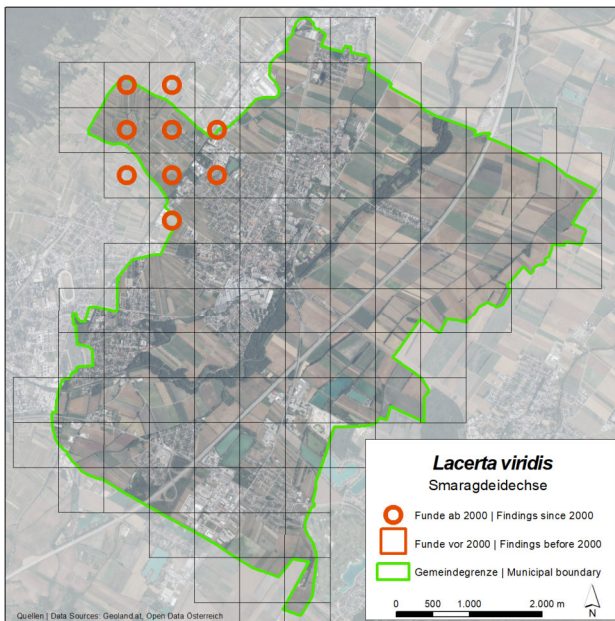 Lacerta viridis
Smaragdeidechse
Funde ab 2000 | Findings since 2000
Funde vor 2000 | Findings before 2000
Gemeindegrenze | Municipal boundary
0 500 1.000 2.000 m
N
Quellen | Data Sources: Geoland.at, Open Data Österreich